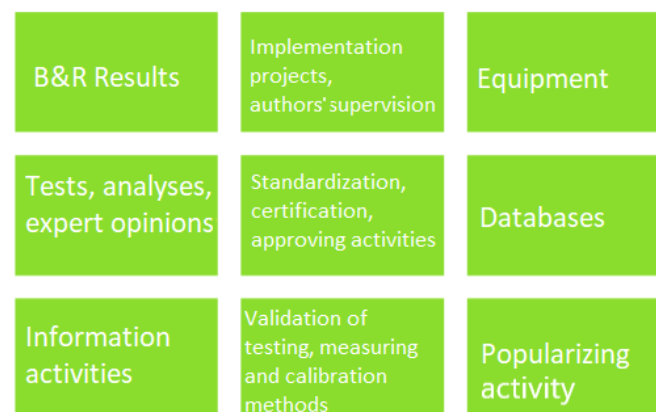 B&R Results
Implementation
projects,
authors' supervision
Equipment
Tests, analyses,
expert opinions
Standardization,
certification,
approving activities
Databases
Information
activities
Validation of
testing, measuring
and calibration
methods
Popularizing
activity